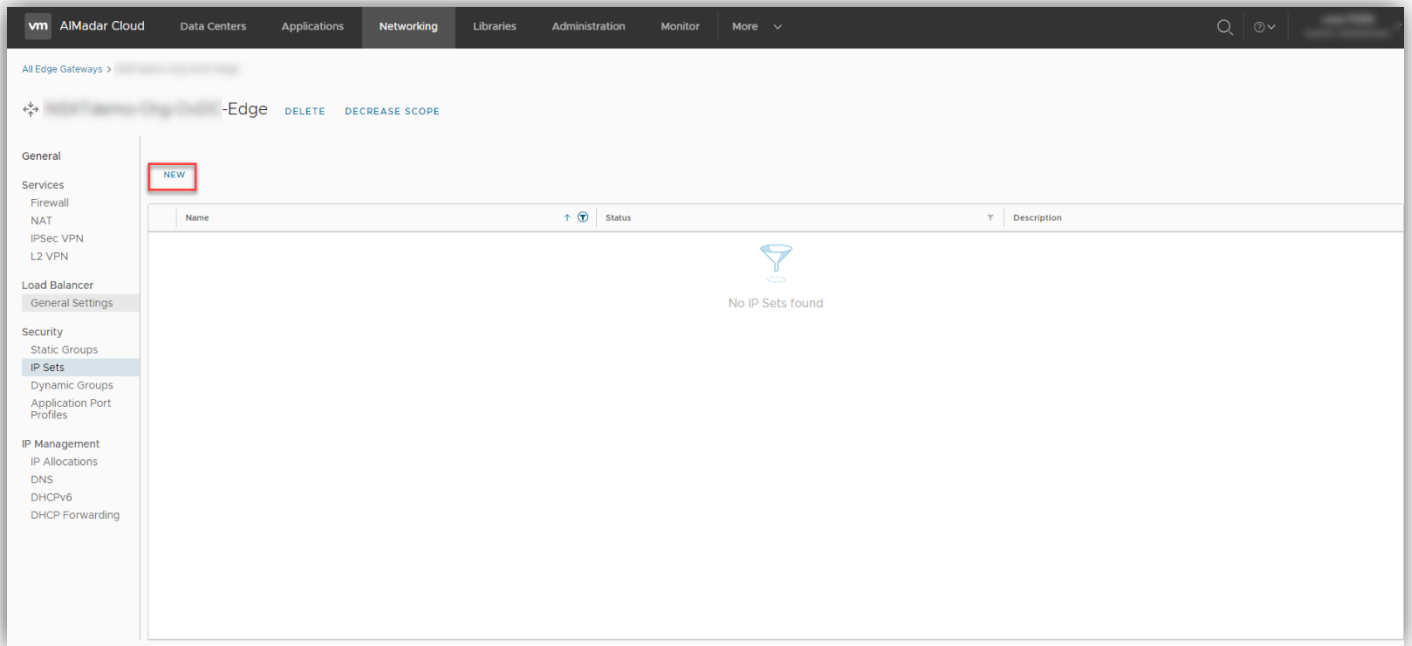 vm AlMadar Cloud Data Centers Applications Networking Libraries Administration Monitor More
All Edge Gateways >
-Edge DELETE DECREASE SCOPE
General
NEW
Services
Firewall
NAT
IPSec VPN
L2 VPN
Load Balancer
General Settings
Security
Static Groups
IP Sets
Dynamic Groups
Application Port
Profiles
IP Management
IP Allocations
DNS
DHCPv6
DHCP Forwarding
Name Status Description
No IP Sets found